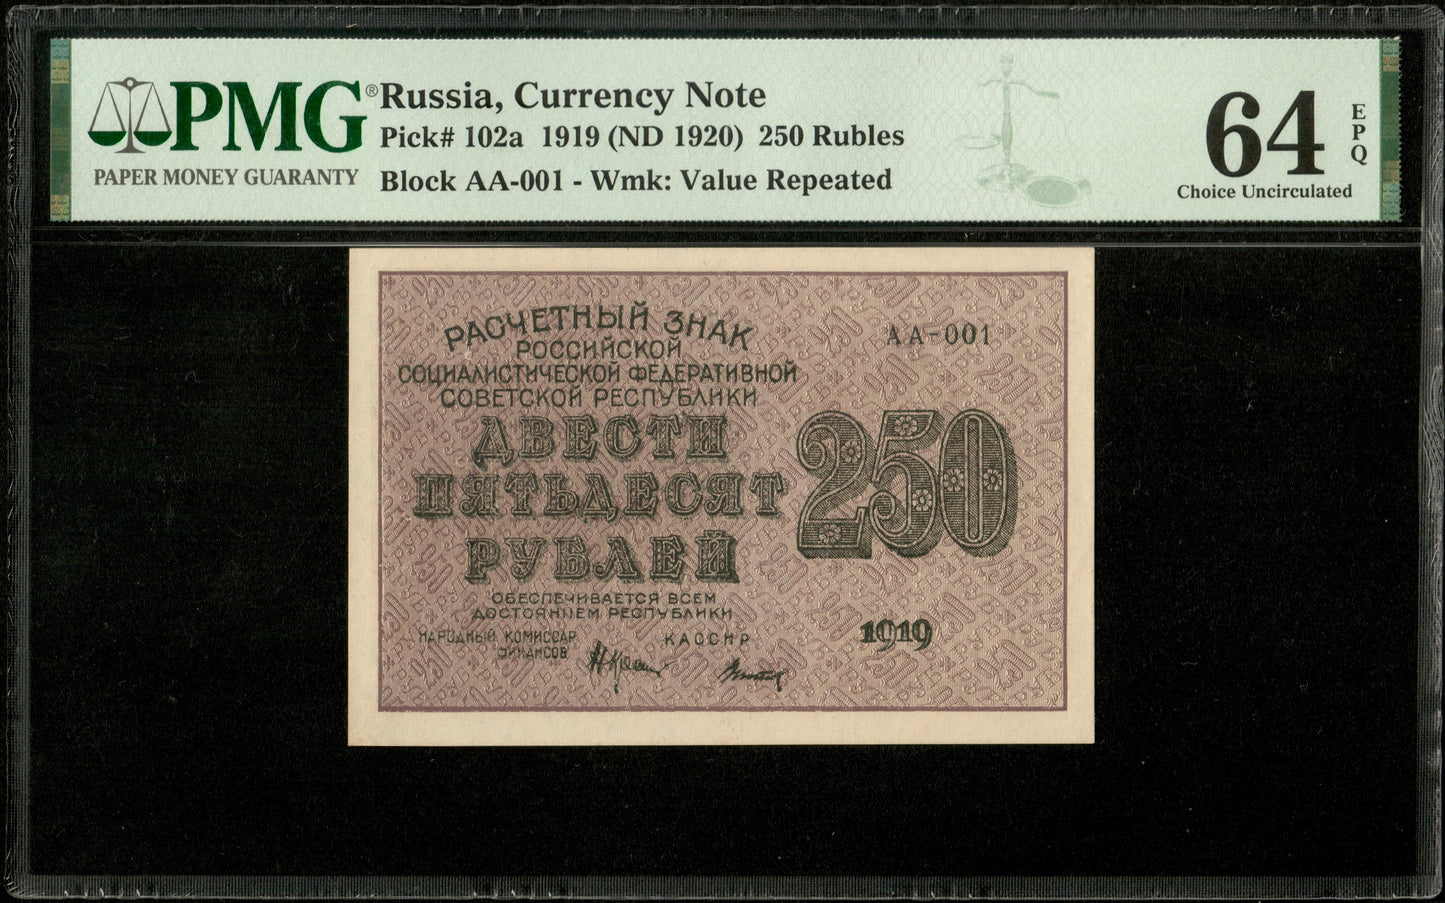 PMG®
PAPER MONEY GUARANTY
Russia, Currency Note
Pick# 102a 1919 (ND 1920) 250 Rubles
Block AA-001 - Wmk: Value Repeated
64
EPQ
Choice Uncirculated
РАСЧЕТНЫЙ ЗНАК
РОССИЙСКОЙ
СОЦИАЛИСТИЧЕСКОЙ ФЕДЕРАТИВНОЙ
СОВЕТСКОЙ РЕСПУБЛИКИ
АА-001
ДВЕСТИ
ПЯТЬДЕСЯТ
РУБЛЕЙ
250
ОБЕСПЕЧИВАЕТСЯ ВСЕМ
ДОСТОЯНИЕМ РЕСПУБЛИКИ
НАРОДНЫЙ КОМИССАР
ФИНАНСОВ
КАССИР
1919